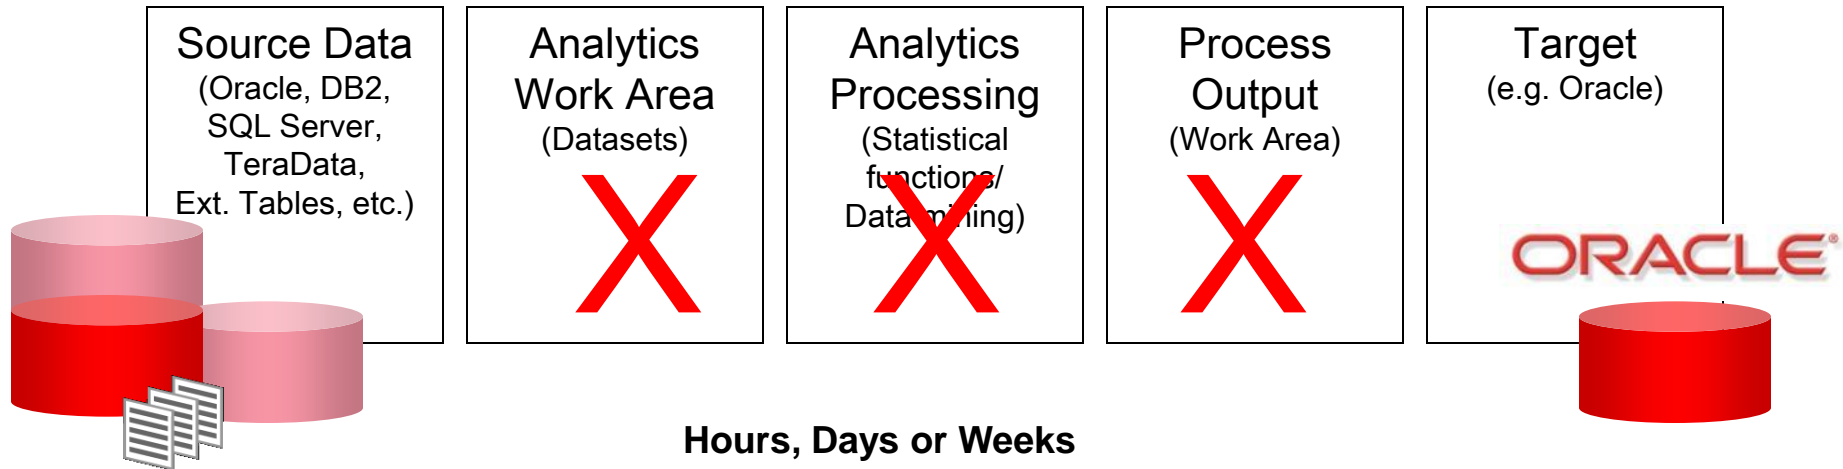 Source Data
(Oracle, DB2,
SQL Server,
TeraData,
Ext. Tables, etc.)
Analytics
Work Area
(Datasets)
X
Analytics
Processing
(Statistical
functions/
Data mining)
X
Process
Output
(Work Area)
X
Target
(e.g. Oracle)
ORACLE®
Hours, Days or Weeks